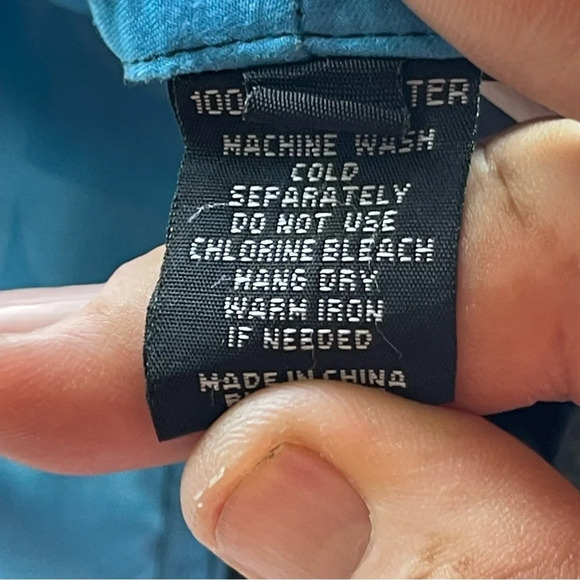 100 TER
MACHINE WASH
COLD
SEPARATELY
DO NOT USE
CHLORINE BLEACH
HANG DRY
WARM IRON
IF NEEDED
MADE IN CHINA